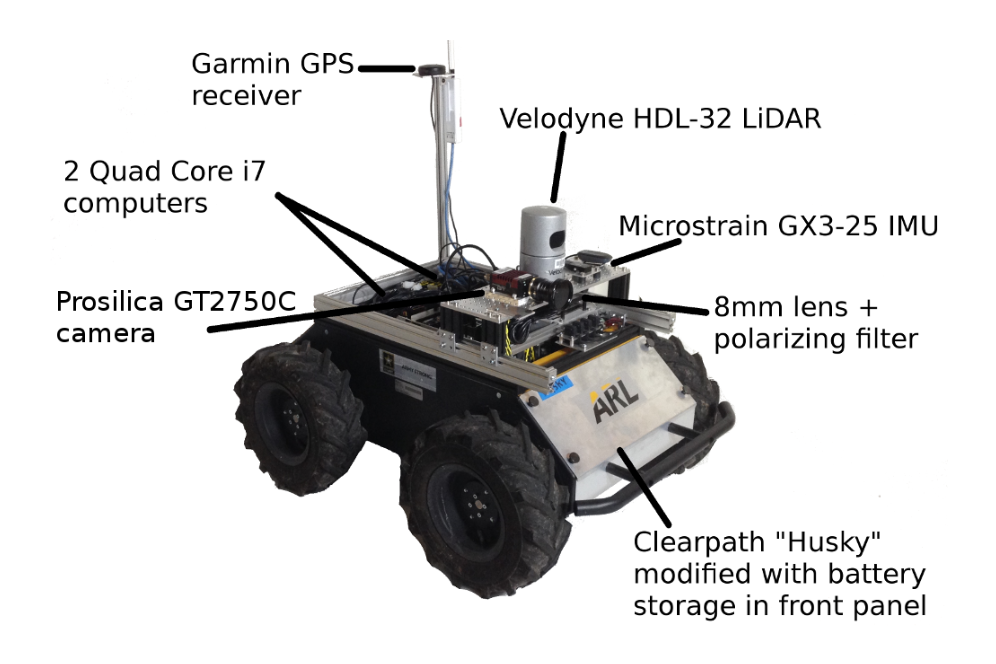 Garmin GPS
receiver
Velodyne HDL-32 LiDAR
2 Quad Core i7
computers
Microstrain GX3-25 IMU
Prosilica GT2750C
camera
8mm lens +
polarizing filter
ARL
Clearpath "Husky"
modified with battery
storage in front panel